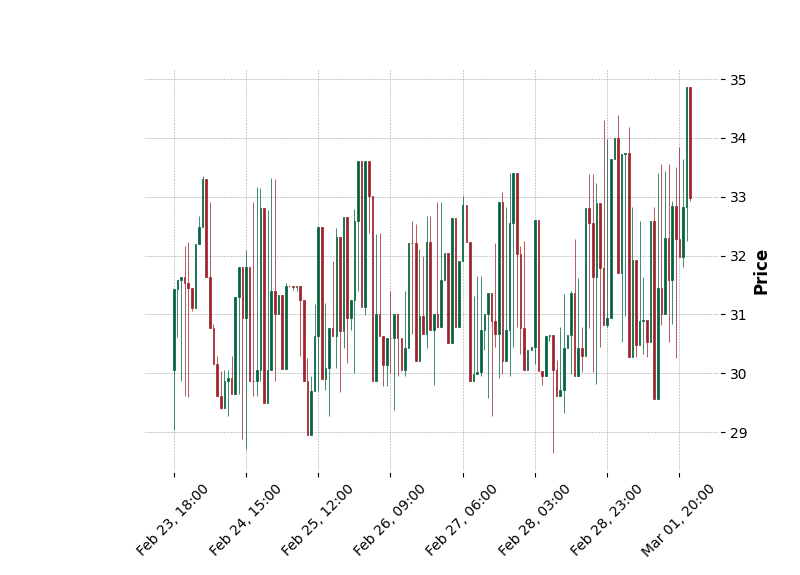 35
34
33
32
31
30
29
Price
Feb 23, 18:00
Feb 24, 15:00
Feb 25, 12:00
Feb 26, 09:00
Feb 27, 06:00
Feb 28, 03:00
Feb 28, 23:00
Mar 01, 20:00